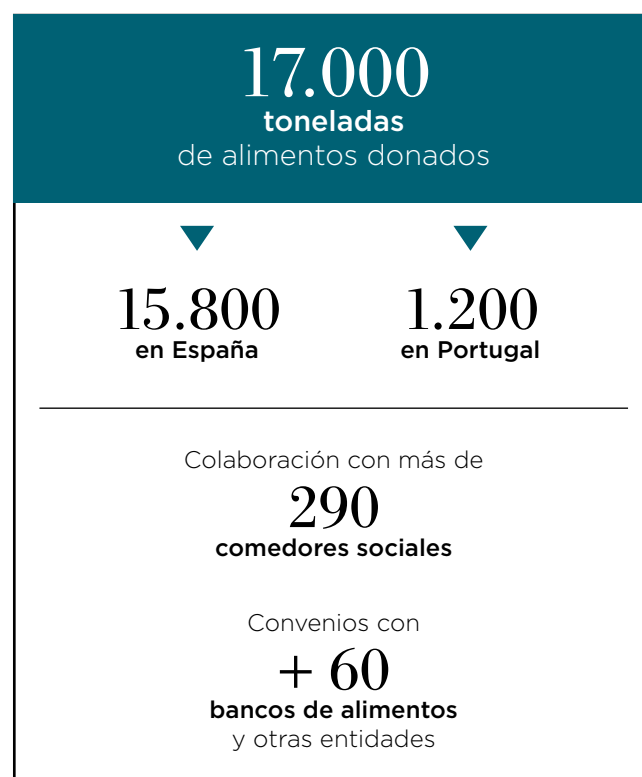 17.000
toneladas
de alimentos donados
15.800
en España
1.200
en Portugal
Colaboración con más de
290
comedores sociales
Convenios con
+ 60
bancos de alimentos
y otras entidades